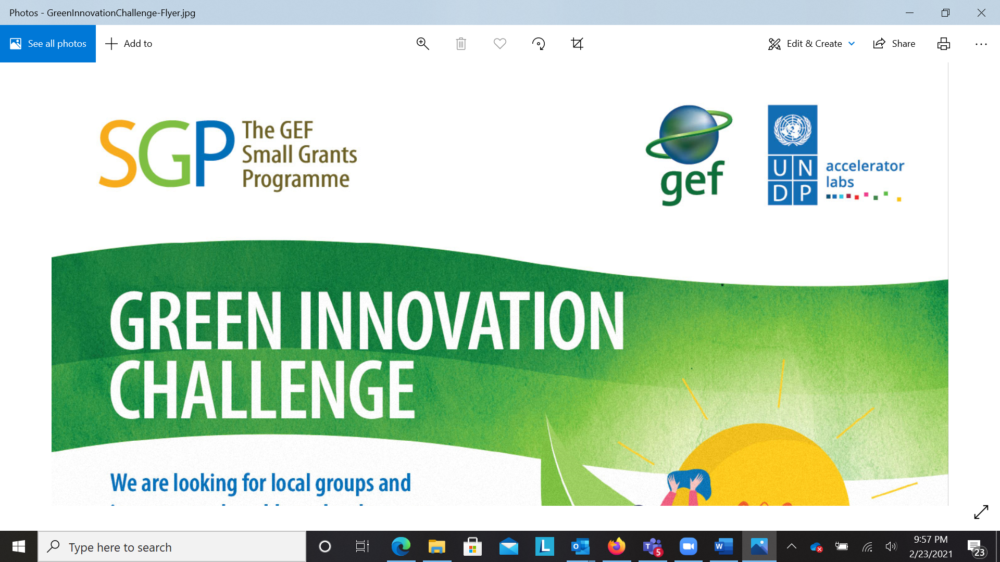 Photos - GreenInnovationChallenge-Flyer.jpg
See all photos
Add to
Edit & Create
Share
SGP
The GEF
Small Grants
Programme
gef
U N
D P
accelerator
labs
GREEN INNOVATION
CHALLENGE
We are looking for local groups and
Type here to search
L
O
T
5
W
9:57 PM
2/23/2021
23